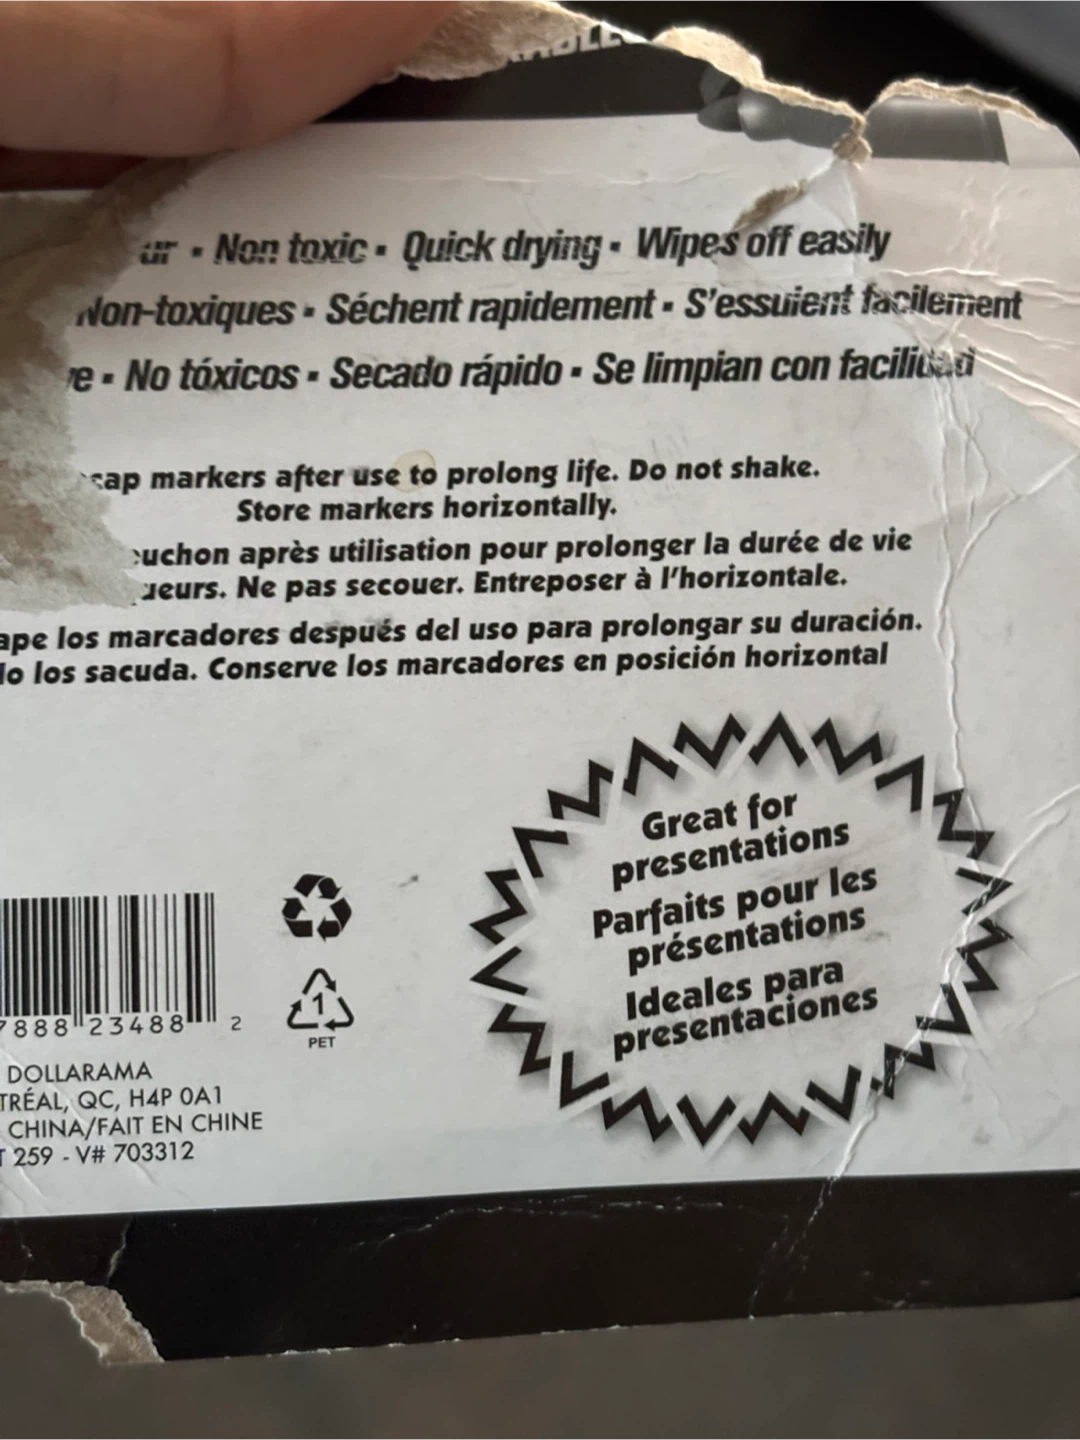 Non toxic ▪ Quick drying ▪ Wipes off easily
Non-toxiques ▪ Séchent rapidement ▪ S'essuient facilement
▪ No tóxicos ▪ Secado rápido ▪ Se limpian con facilidad
markers after use to prolong life. Do not shake.
Store markers horizontally.
après utilisation pour prolonger la durée de vie
Ne pas secouer. Entreposer à l'horizontale.
los marcadores después del uso para prolongar su duración.
los sacuda. Conserve los marcadores en posición horizontal
Great for
presentations
Parfaits pour les
présentations
Ideales para
presentaciones
7888 23488 2
1
PET
DOLLARAMA
TRÉAL, QC, H4P 0A1
CHINA/FAIT EN CHINE
259 - V# 703312